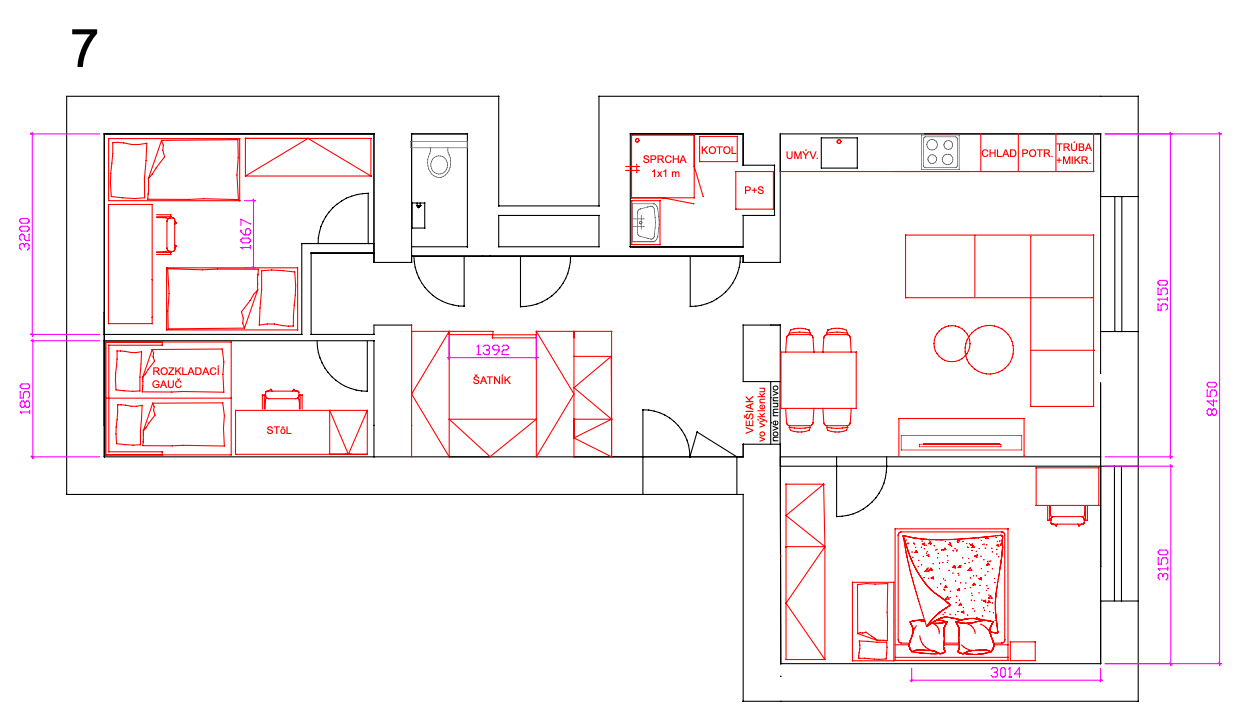 7
SPRCHA
1x1 m
KOTOL
P+S
UMÝV.
CHLAD
POTR.
TRÚBA
+MIKR.
3200
1067
5150
8450
1850
ROZKLADACÍ
GAUČ
STôL
1392
ŠATNÍK
VEŠIAK
vo výklenku
nové murivo
3150
3014